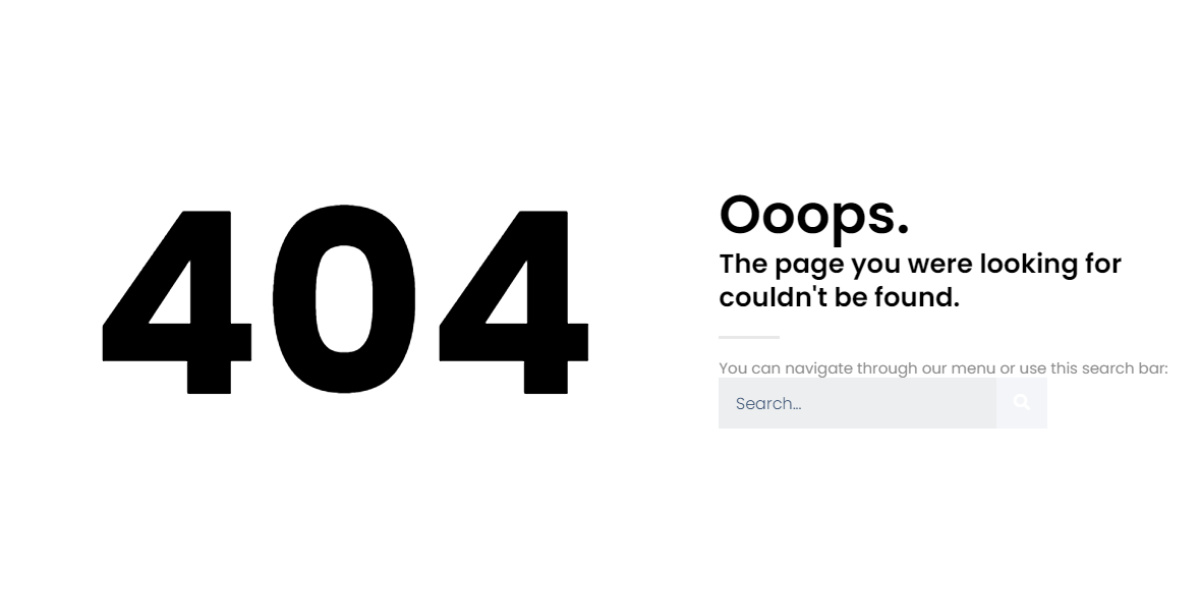 404
Ooops.
The page you were looking for
couldn't be found.
You can navigate through our menu or use this search bar:
Search...